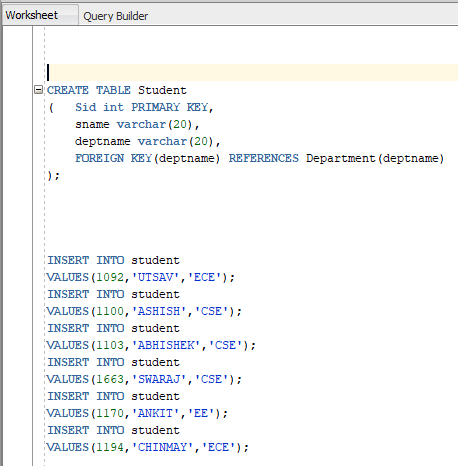 Worksheet Query Builder
CREATE TABLE Student
( Sid int PRIMARY KEY,
sname varchar(20),
deptname varchar(20),
FOREIGN KEY(deptname) REFERENCES Department(deptname)
);
INSERT INTO student
VALUES(1092,'UTSAV','ECE');
INSERT INTO student
VALUES(1100,'ASHISH','CSE');
INSERT INTO student
VALUES(1103,'ABHISHEK','CSE');
INSERT INTO student
VALUES(1663,'SWARAJ','CSE');
INSERT INTO student
VALUES(1170,'ANKIT','EE');
INSERT INTO student
VALUES(1194,'CHINMAY','ECE');